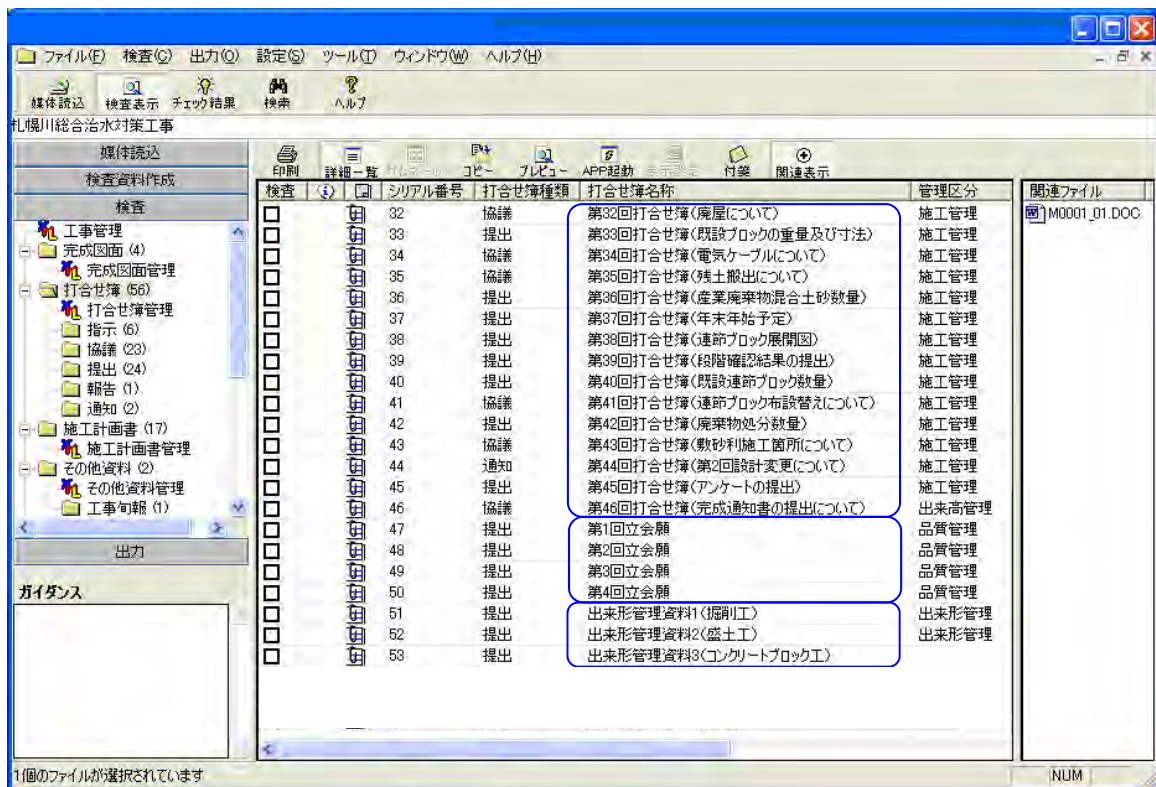 ファイル(F) 検査(C) 出力(O) 設定(S) ツール(T) ウィンドウ(W) ヘルプ(H)
媒体読込 検査表示 チェック結果 検索 ヘルプ
札幌川総合治水対策工事
媒体読込
検査資料作成
検査
工事管理
完成図面 (4)
完成図面管理
打合せ簿 (56)
打合せ簿管理
指示 (6)
協議 (23)
提出 (24)
報告 (1)
通知 (2)
施工計画書 (17)
施工計画書管理
その他資料 (2)
その他資料管理
工事旬報 (1)
出力
ガイダンス
印刷 詳細一覧 コピー プレビュー APP起動 付箋 関連表示
検査 シリアル番号 打合せ簿種類 打合せ簿名称 管理区分
32 協議 第32回打合せ簿(廃屋について) 施工管理
33 提出 第33回打合せ簿(既設ブロックの重量及び寸法) 施工管理
34 協議 第34回打合せ簿(電気ケーブルについて) 施工管理
35 協議 第35回打合せ簿(残土搬出について) 施工管理
36 提出 第36回打合せ簿(産業廃棄物混合土砂数量) 施工管理
37 提出 第37回打合せ簿(年末年始予定) 施工管理
38 提出 第38回打合せ簿(連節ブロック展開図) 施工管理
39 提出 第39回打合せ簿(段階確認結果の提出) 施工管理
40 提出 第40回打合せ簿(既設連節ブロック数量) 施工管理
41 協議 第41回打合せ簿(連節ブロック布設替えについて) 施工管理
42 提出 第42回打合せ簿(廃棄物処分数量) 施工管理
43 協議 第43回打合せ簿(敷砂利施工箇所について) 施工管理
44 通知 第44回打合せ簿(第2回設計変更について) 施工管理
45 提出 第45回打合せ簿(アンケートの提出) 施工管理
46 協議 第46回打合せ簿(完成通知書の提出について) 出来高管理
47 提出 第1回立会願 品質管理
48 提出 第2回立会願 品質管理
49 提出 第3回立会願 品質管理
50 提出 第4回立会願 品質管理
51 提出 出来形管理資料1(掘削工) 出来形管理
52 提出 出来形管理資料2(盛土工) 出来形管理
53 提出 出来形管理資料3(コンクリートブロック工)
関連ファイル
M0001_01.DOC
1個のファイルが選択されています
NUM